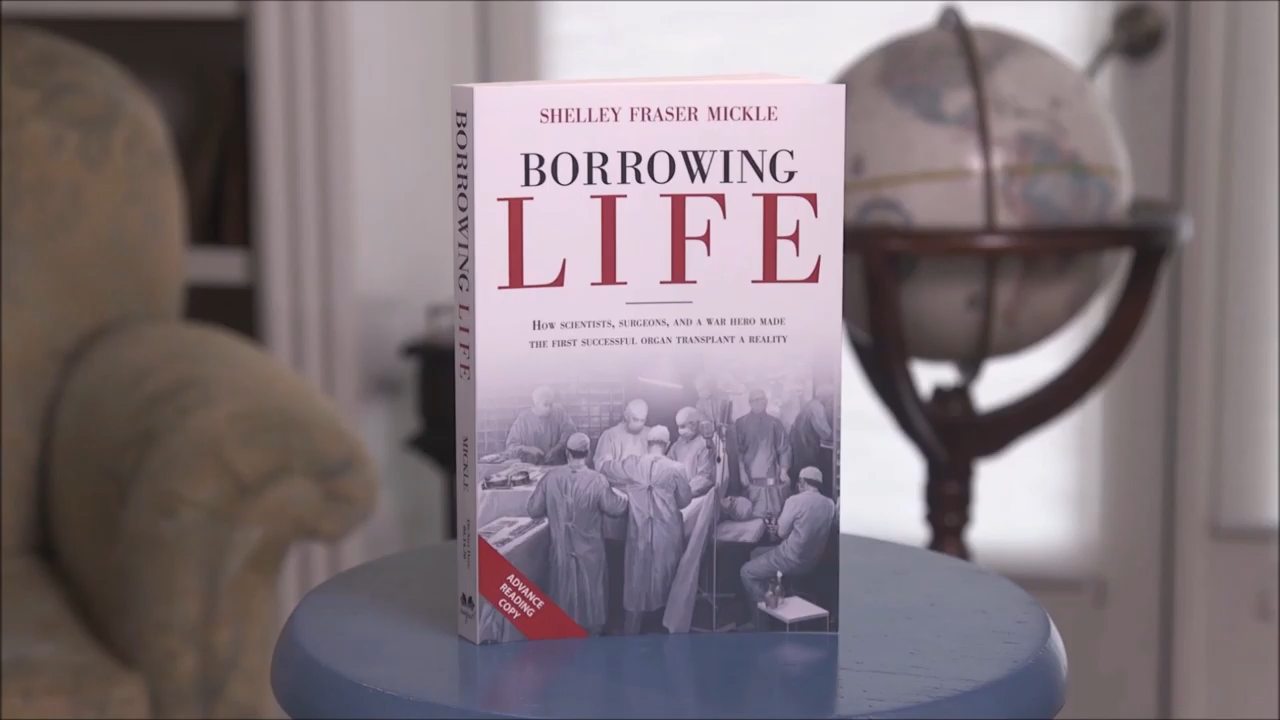 SHELLEY FRASER MICKLE
BORROWING
LIFE
HOW SCIENTISTS, SURGEONS, AND A WAR HERO MADE
THE FIRST SUCCESSFUL ORGAN TRANSPLANT A REALITY
ADVANCE
READING
COPY
BORROWING LIFE
MICKLE